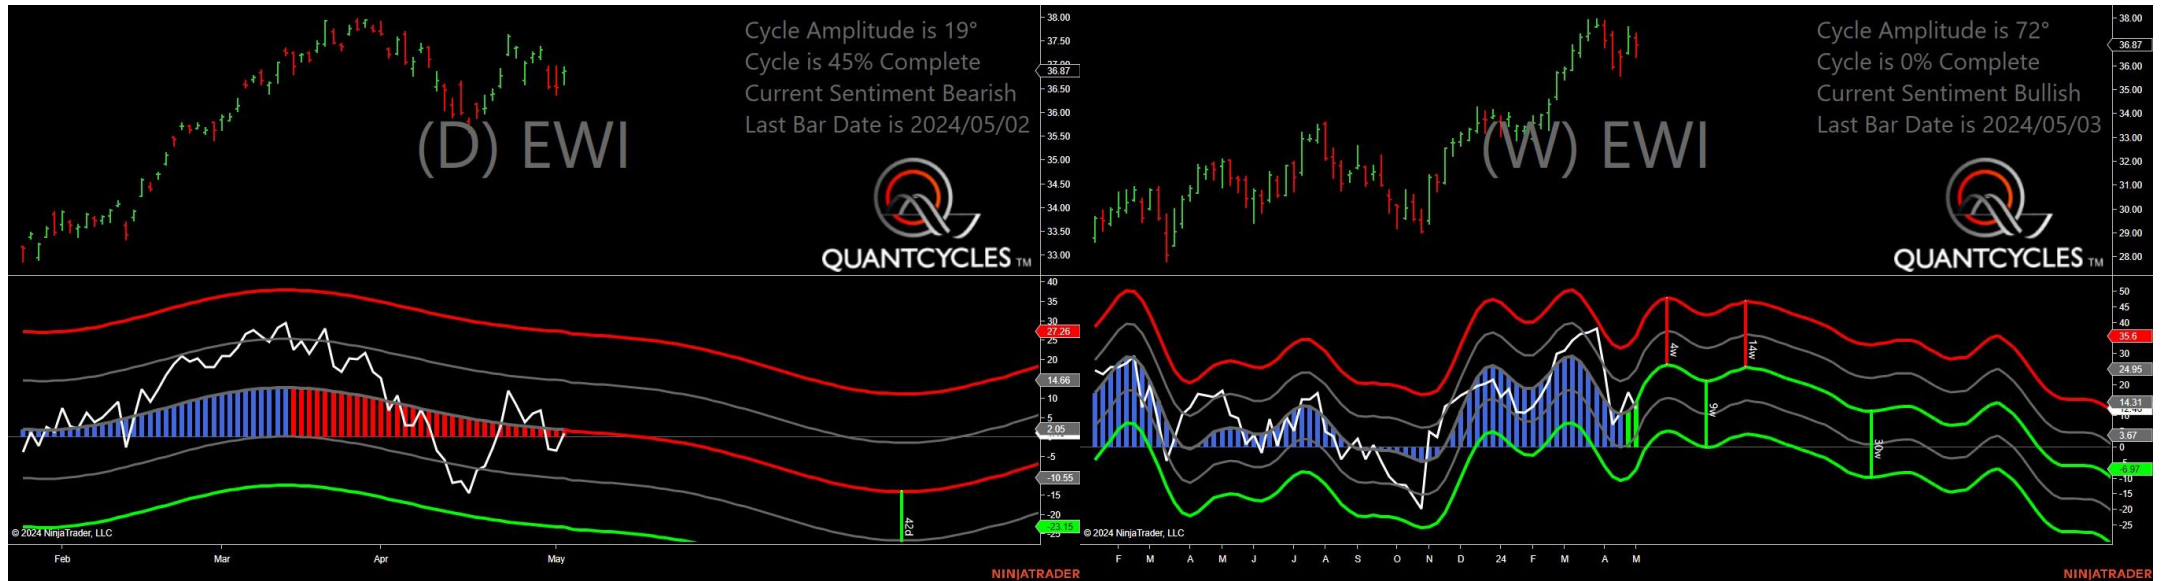 Cycle Amplitude is 19°
Cycle is 45% Complete
Current Sentiment Bearish
Last Bar Date is 2024/05/02
(D) EWI
QUANTCYCLES TM
38.00
37.50
37.00
36.87
36.50
36.00
35.50
35.00
34.50
34.00
33.50
33.00
40
35
30
27.26
25
20
14.66
10
5
2.05
-5
-10.55
-15
-20
-23.15
-25
42d
© 2024 NinjaTrader, LLC
Feb Mar Apr May
NINJATRADER
Cycle Amplitude is 72°
Cycle is 0% Complete
Current Sentiment Bullish
Last Bar Date is 2024/05/03
(W) EWI
QUANTCYCLES TM
38.00
36.87
36.00
35.00
34.00
33.00
32.00
31.00
30.00
29.00
28.00
50
45
40
35.6
30
24.95
20
14.31
10
3.67
0
-6.97
-10
-15
-20
-25
4w
9w
14w
30w
© 2024 NinjaTrader, LLC
F M A M J J A S O N D 24 F M A M
NINJATRADER